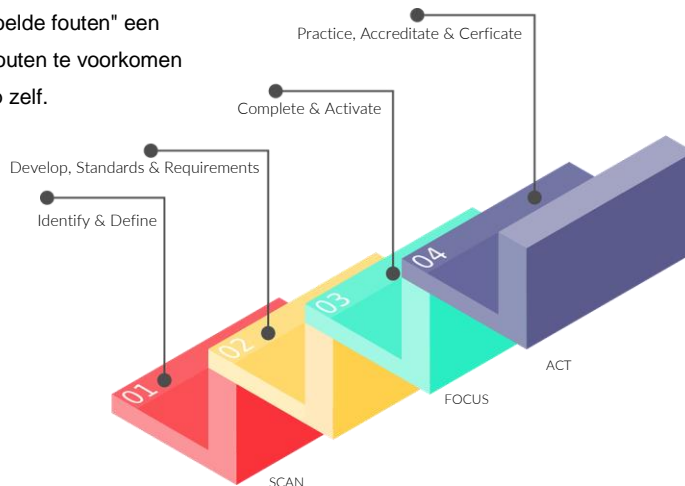 oelde fouten" een
outen te voorkomen
zelf.
Practice, Accreditate & Cerficate
Complete & Activate
Develop, Standards & Requirements
Identify & Define
01
02
03
04
ACT
FOCUS
SCAN